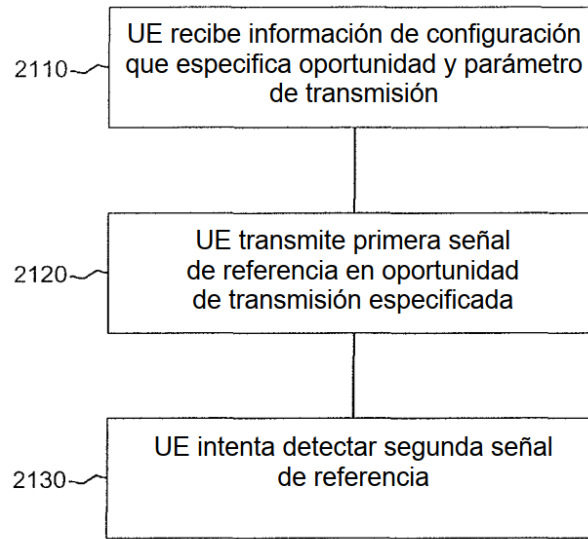 2110
UE recibe información de configuración
que especifica oportunidad y parámetro
de transmisión
2120
UE transmite primera señal
de referencia en oportunidad
de transmisión especificada
2130
UE intenta detectar segunda señal
de referencia